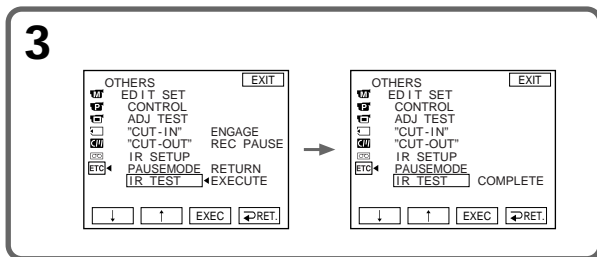 3
OTHERS EXIT
EDIT SET
CONTROL
ADJ TEST
"CUT-IN" ENGAGE
"CUT-OUT" REC PAUSE
IR SETUP
ETC PAUSEMODE RETURN
IR TEST EXECUTE
↓ ↑ EXEC RET.
OTHERS EXIT
EDIT SET
CONTROL
ADJ TEST
"CUT-IN"
"CUT-OUT"
IR SETUP
ETC PAUSEMODE
IR TEST COMPLETE
↓ ↑ EXEC RET.